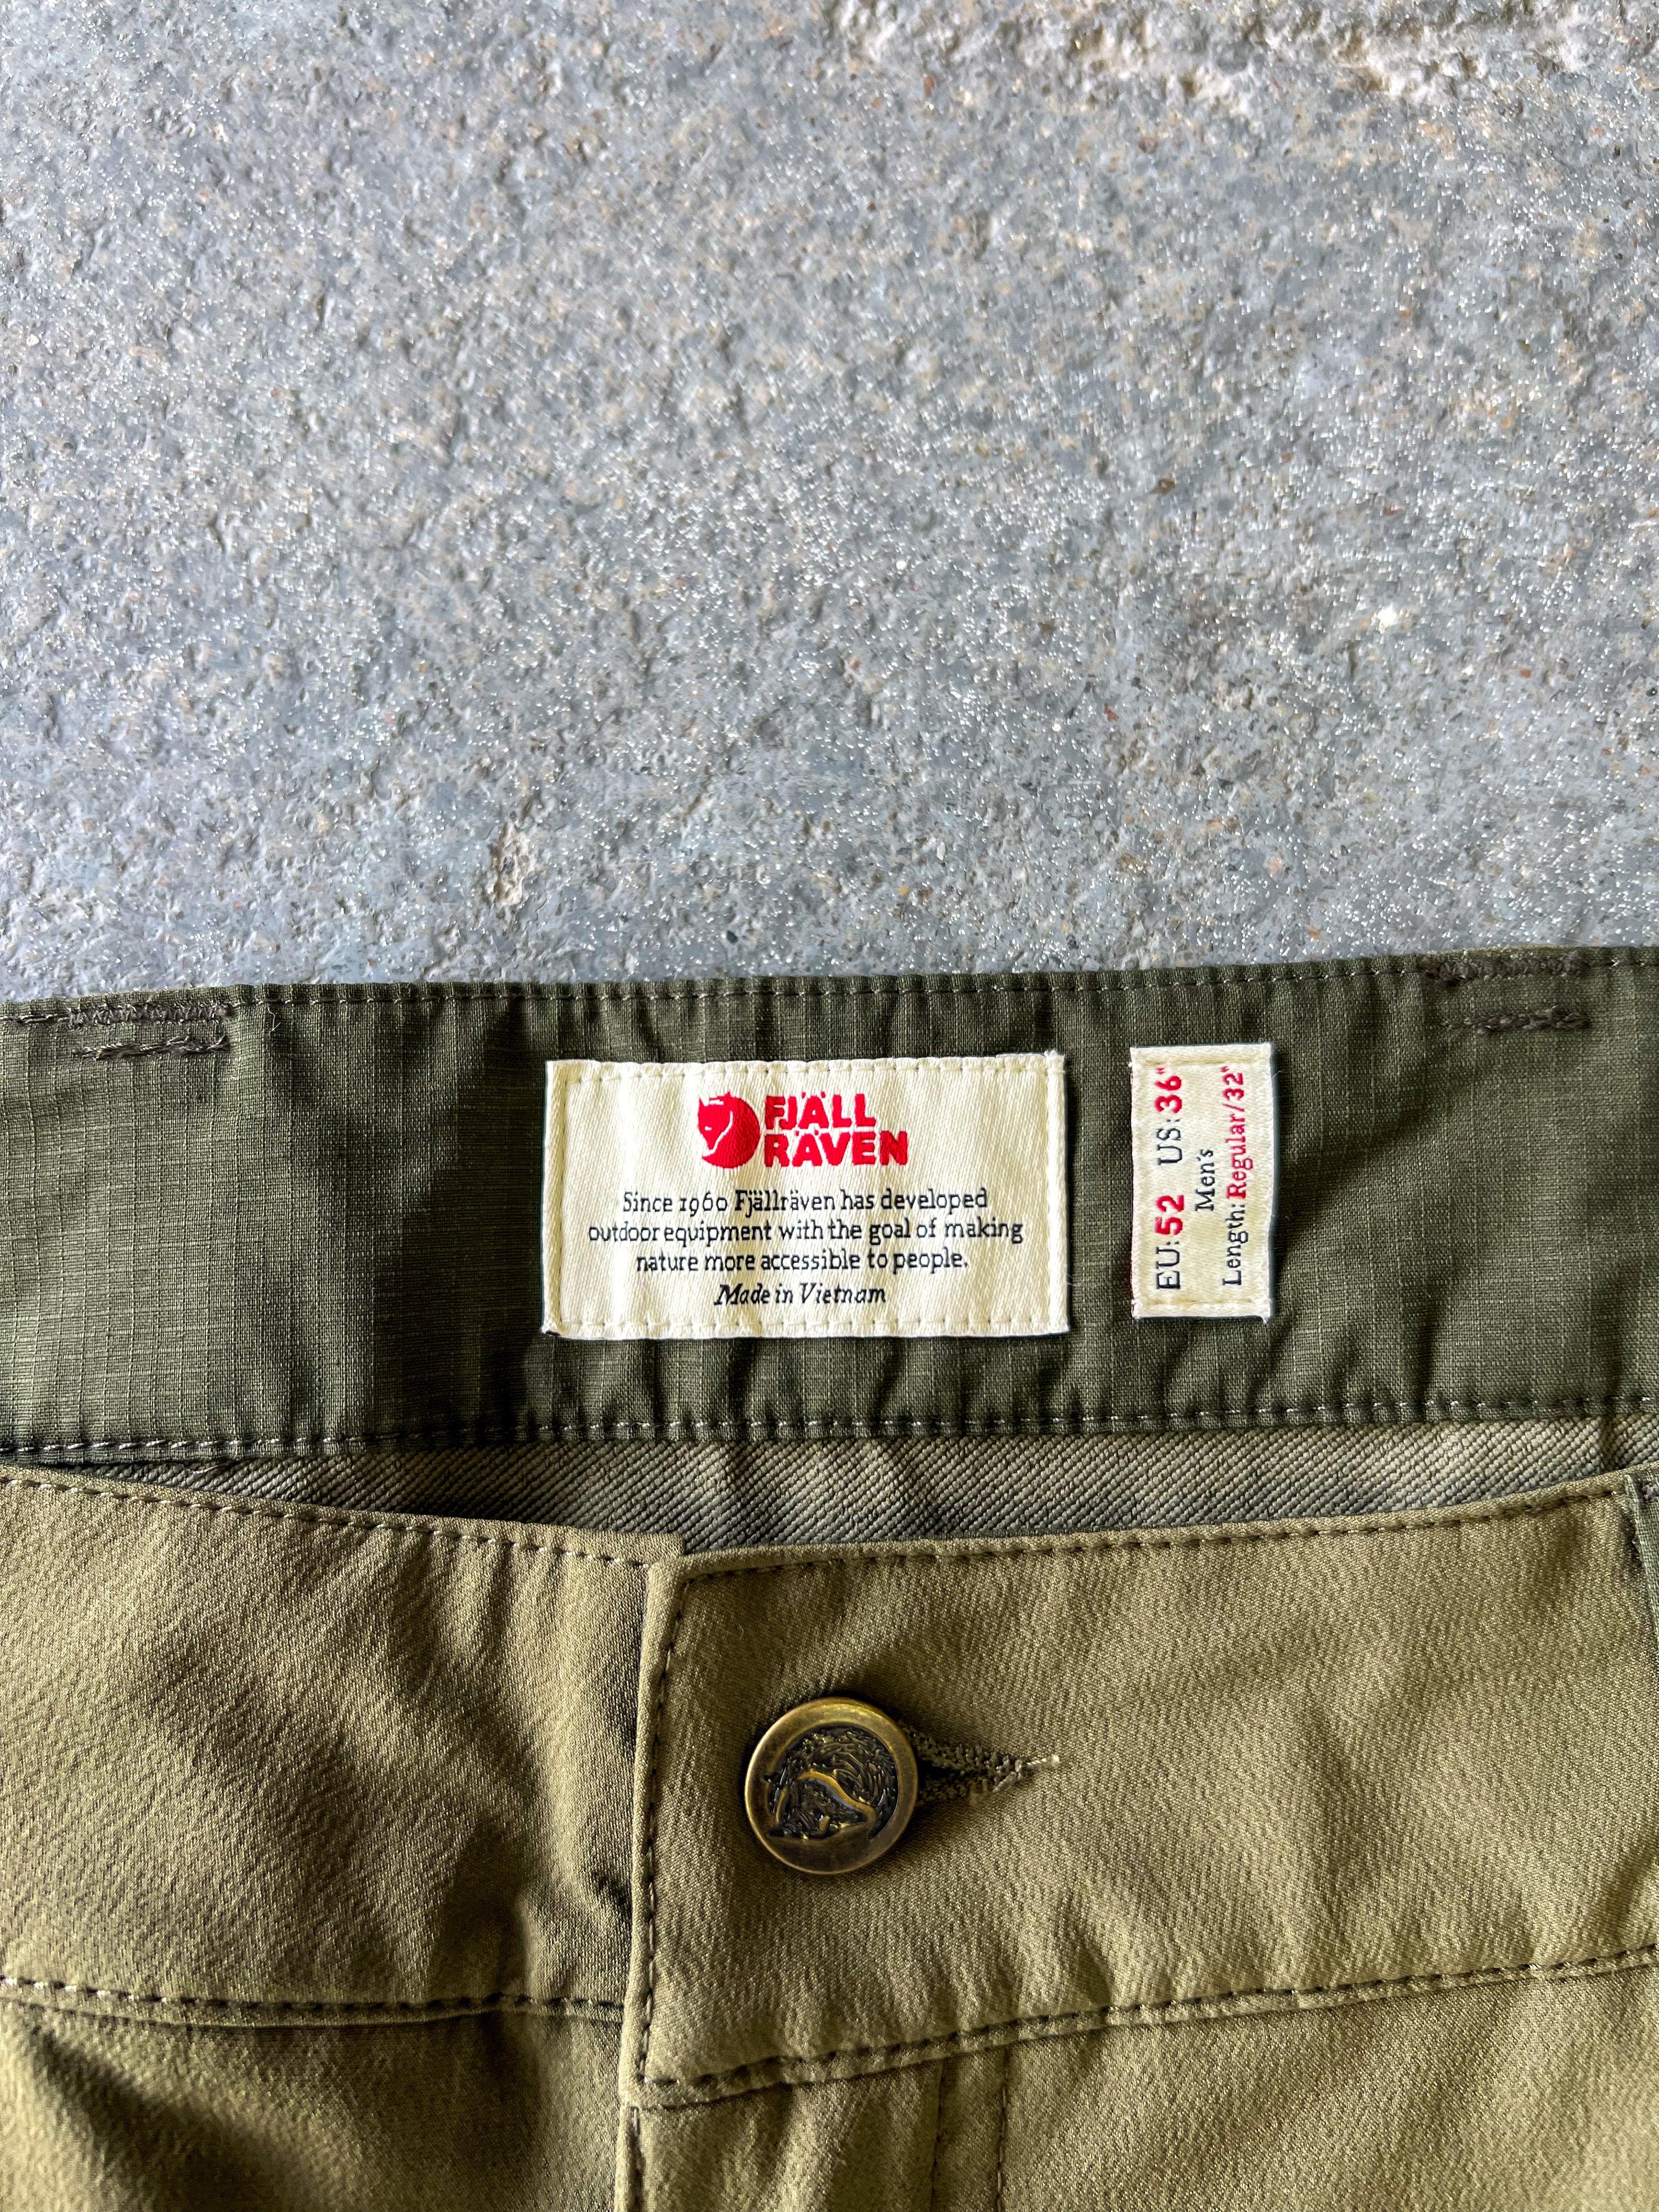 FJÄLL
RÄVEN
Since 1960 Fjällräven has developed
outdoor equipment with the goal of making
nature more accessible to people.
Made in Vietnam
EU:52 US:36"
Men's
Length: Regular/32"